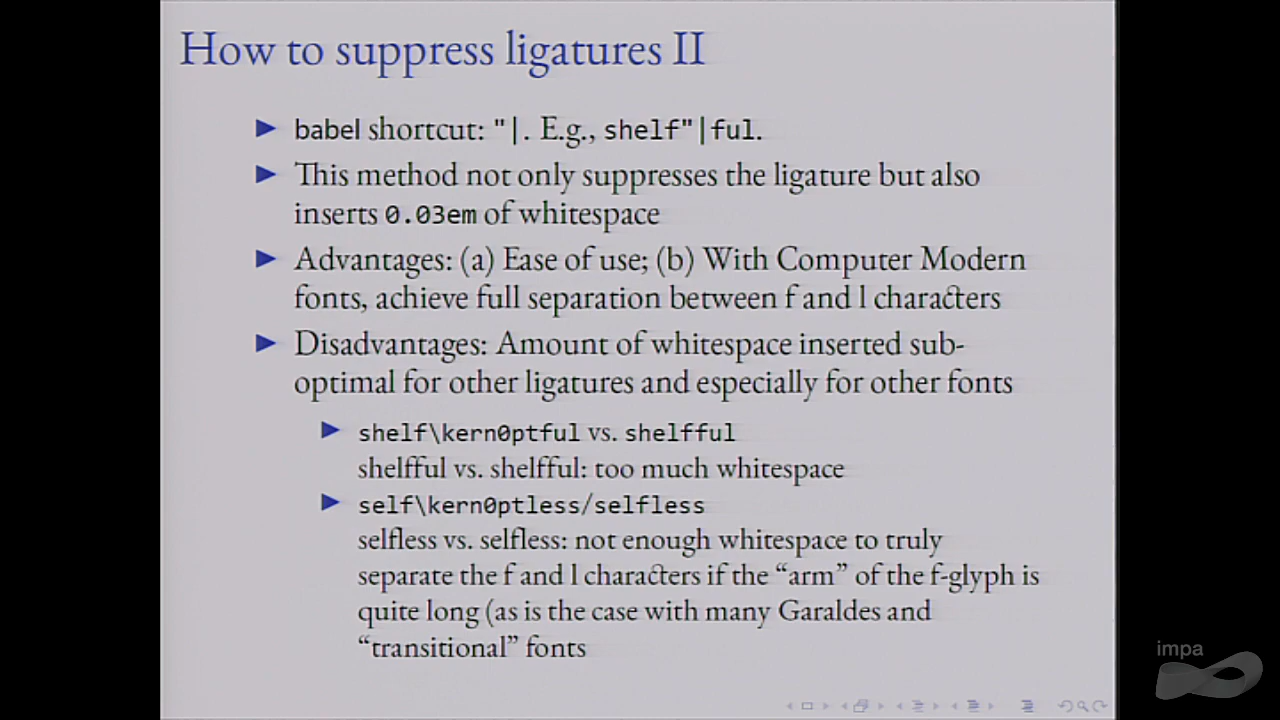 How to suppress ligatures II
babel shortcut: "|. E.g., shelf"|ful.
This method not only suppresses the ligature but also
inserts 0.03em of whitespace
Advantages: (a) Ease of use; (b) With Computer Modern
fonts, achieve full separation between f and l characters
Disadvantages: Amount of whitespace inserted sub-
optimal for other ligatures and especially for other fonts
shelf\kern0ptful vs. shelfful
shelfful vs. shelfful: too much whitespace
self\kern0ptless/selfless
selfless vs. selfless: not enough whitespace to truly
separate the f and l characters if the “arm” of the f-glyph is
quite long (as is the case with many Garaldes and
“transitional” fonts
impa